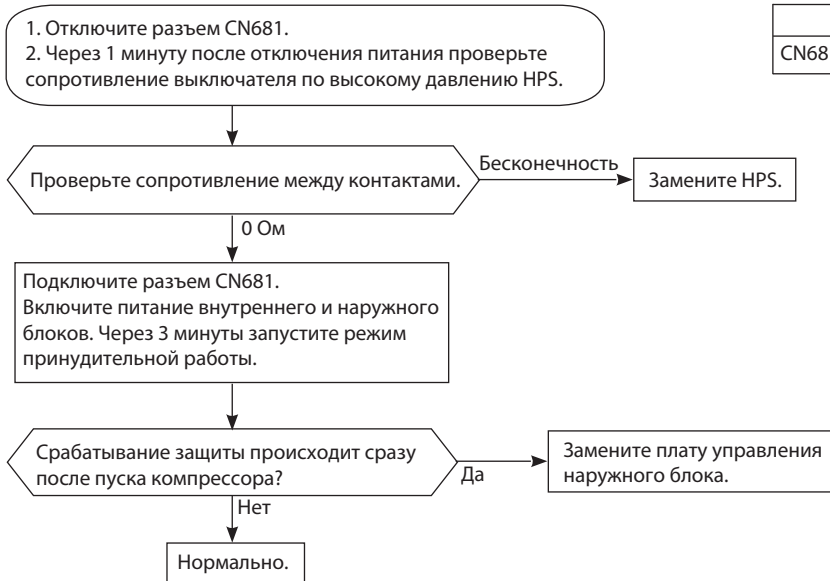 1. Отключите разъем CN681.
2. Через 1 минуту после отключения питания проверьте
сопротивление выключателя по высокому давлению HPS.
CN68
Проверьте сопротивление между контактами.
Бесконечность
Замените HPS.
0 Ом
Подключите разъем CN681.
Включите питание внутреннего и наружного
блоков. Через 3 минуты запустите режим
принудительной работы.
Срабатывание защиты происходит сразу
после пуска компрессора?
Да
Замените плату управления
наружного блока.
Нет
Нормально.